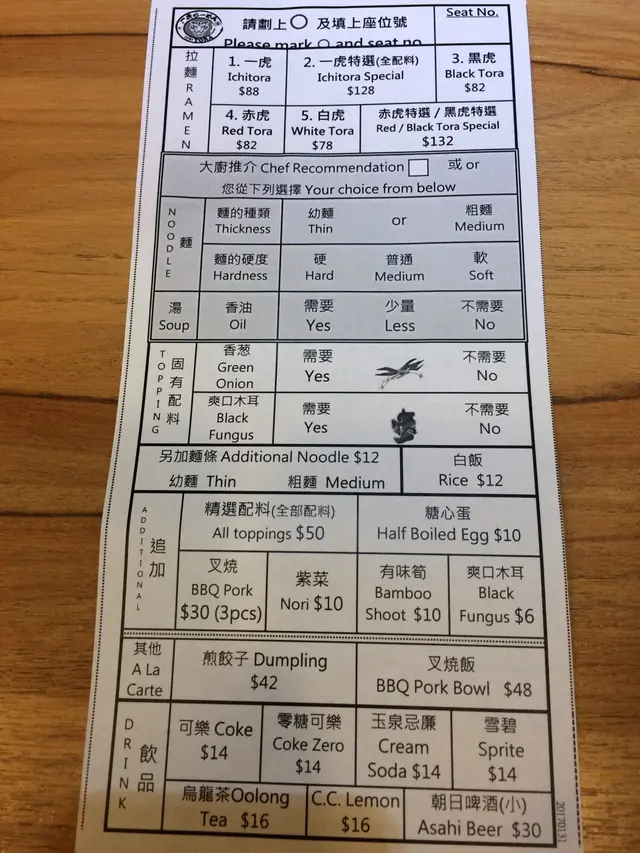 請劃上○ 及填上座位號
Please mark ○ and seat no
Seat No.
拉麵 RAMEN
1. 一虎
Ichitora
$88
2. 一虎特選(全配料)
Ichitora Special
$128
3. 黑虎
Black Tora
$82
4. 赤虎
Red Tora
$82
5. 白虎
White Tora
$78
赤虎特選 / 黑虎特選
Red / Black Tora Special
$132
大廚推介 Chef Recommendation 或 or
您從下列選擇 Your choice from below
NOODLE 麵
麵的種類
Thickness
幼麵
Thin
or
粗麵
Medium
麵的硬度
Hardness
硬
Hard
普通
Medium
軟
Soft
湯
Soup
香油
Oil
需要
Yes
少量
Less
不需要
No
TOPPING 固有配料
香葱
Green
Onion
需要
Yes
不需要
No
爽口木耳
Black
Fungus
需要
Yes
不需要
No
另加麵條 Additional Noodle $12
幼麵 Thin 粗麵 Medium
白飯
Rice $12
ADDITIONAL 追加
精選配料(全部配料)
All toppings $50
糖心蛋
Half Boiled Egg $10
叉燒
BBQ Pork
$30 (3pcs)
紫菜
Nori $10
有味筍
Bamboo
Shoot $10
爽口木耳
Black
Fungus $6
其他
A La
Carte
煎餃子 Dumpling
$42
叉燒飯
BBQ Pork Bowl $48
DRINK 飲品
可樂 Coke
$14
零糖可樂
Coke Zero
$14
玉泉忌廉
Cream
Soda $14
雪碧
Sprite
$14
烏龍茶Oolong
Tea $16
C.C. Lemon
$16
朝日啤酒(小)
Asahi Beer $30
20170131